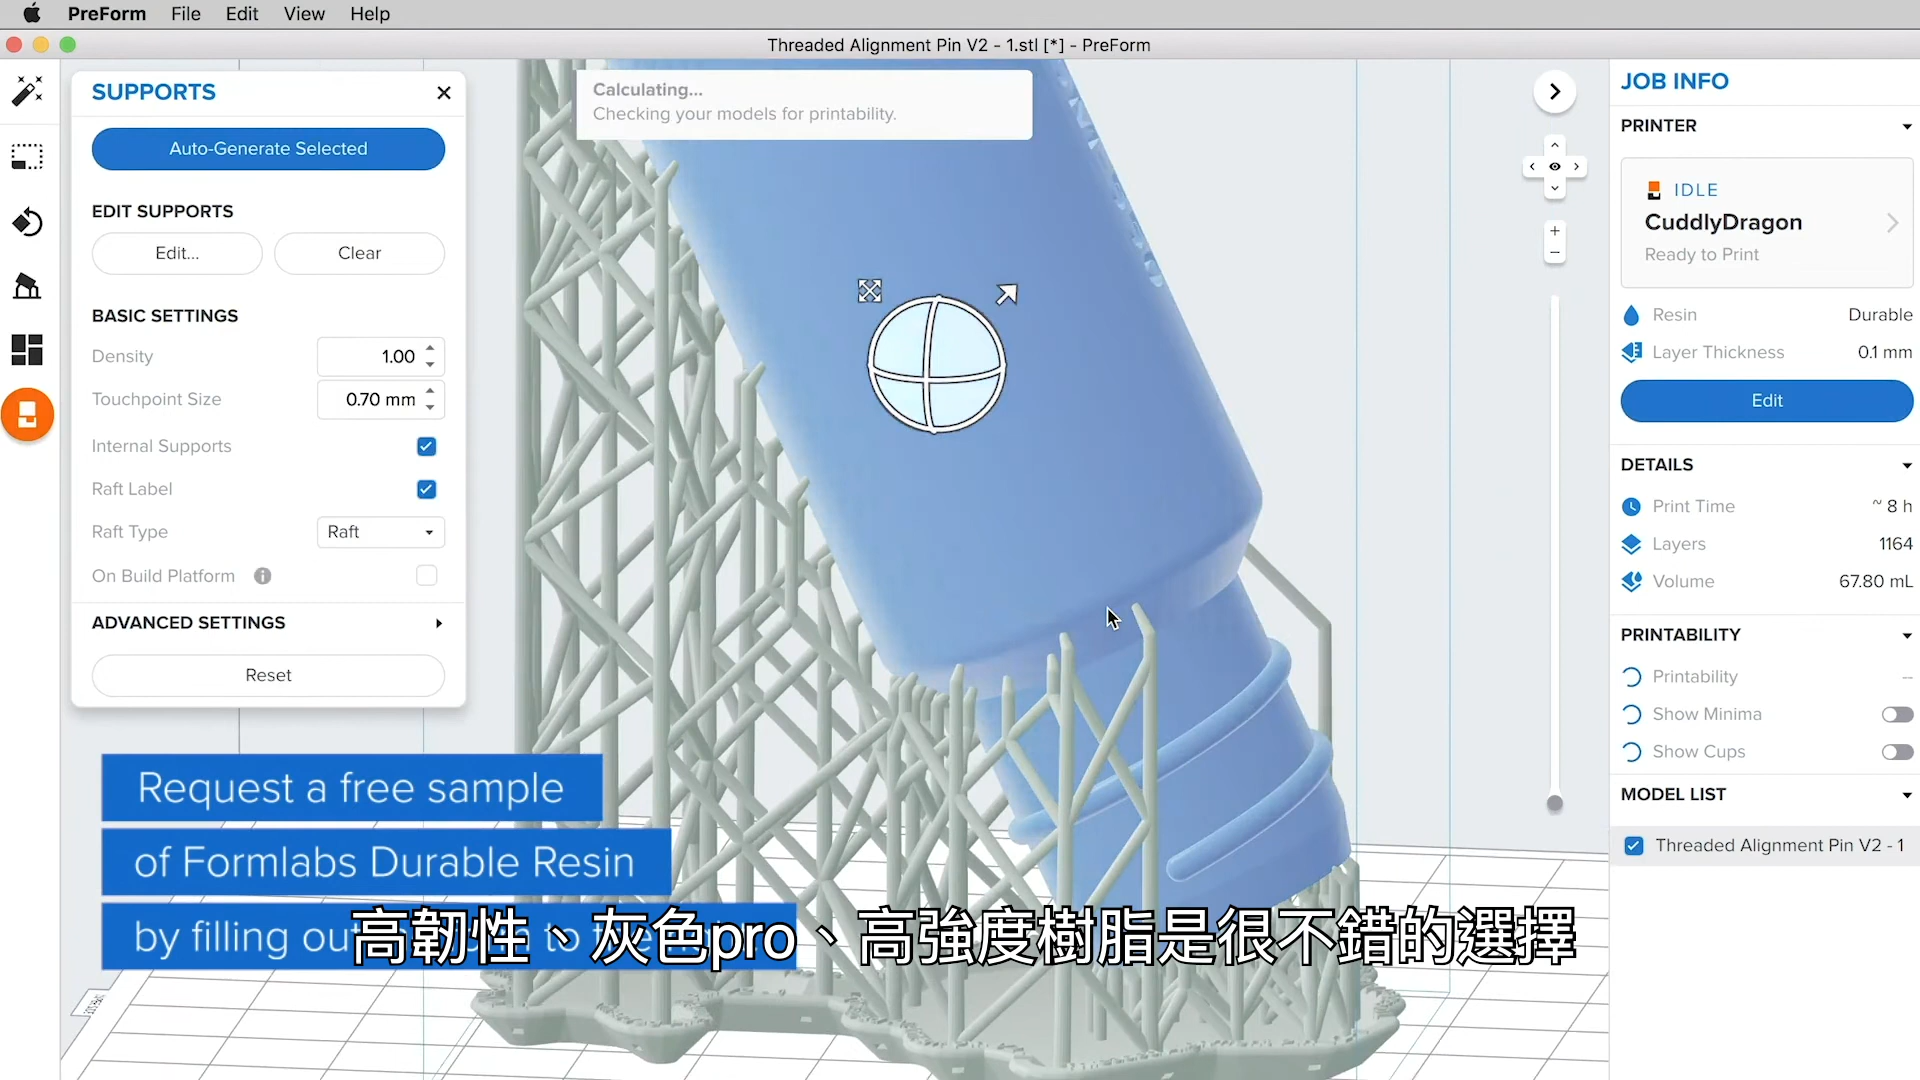 PreForm File Edit View Help
Threaded Alignment Pin V2 - 1.stl [*] - PreForm
SUPPORTS
Auto-Generate Selected
EDIT SUPPORTS
Edit... Clear
BASIC SETTINGS
Density 1.00
Touchpoint Size 0.70 mm
Internal Supports
Raft Label
Raft Type Raft
On Build Platform
ADVANCED SETTINGS
Reset
Calculating...
Checking your models for printability.
JOB INFO
PRINTER
IDLE
CuddlyDragon
Ready to Print
Resin Durable
Layer Thickness 0.1 mm
Edit
DETAILS
Print Time ~ 8 h
Layers 1164
Volume 67.80 mL
PRINTABILITY
Printability --
Show Minima
Show Cups
MODEL LIST
Threaded Alignment Pin V2 - 1
Request a free sample
of Formlabs Durable Resin
by filling out
高韌性、灰色pro、高強度樹脂是很不錯的選擇